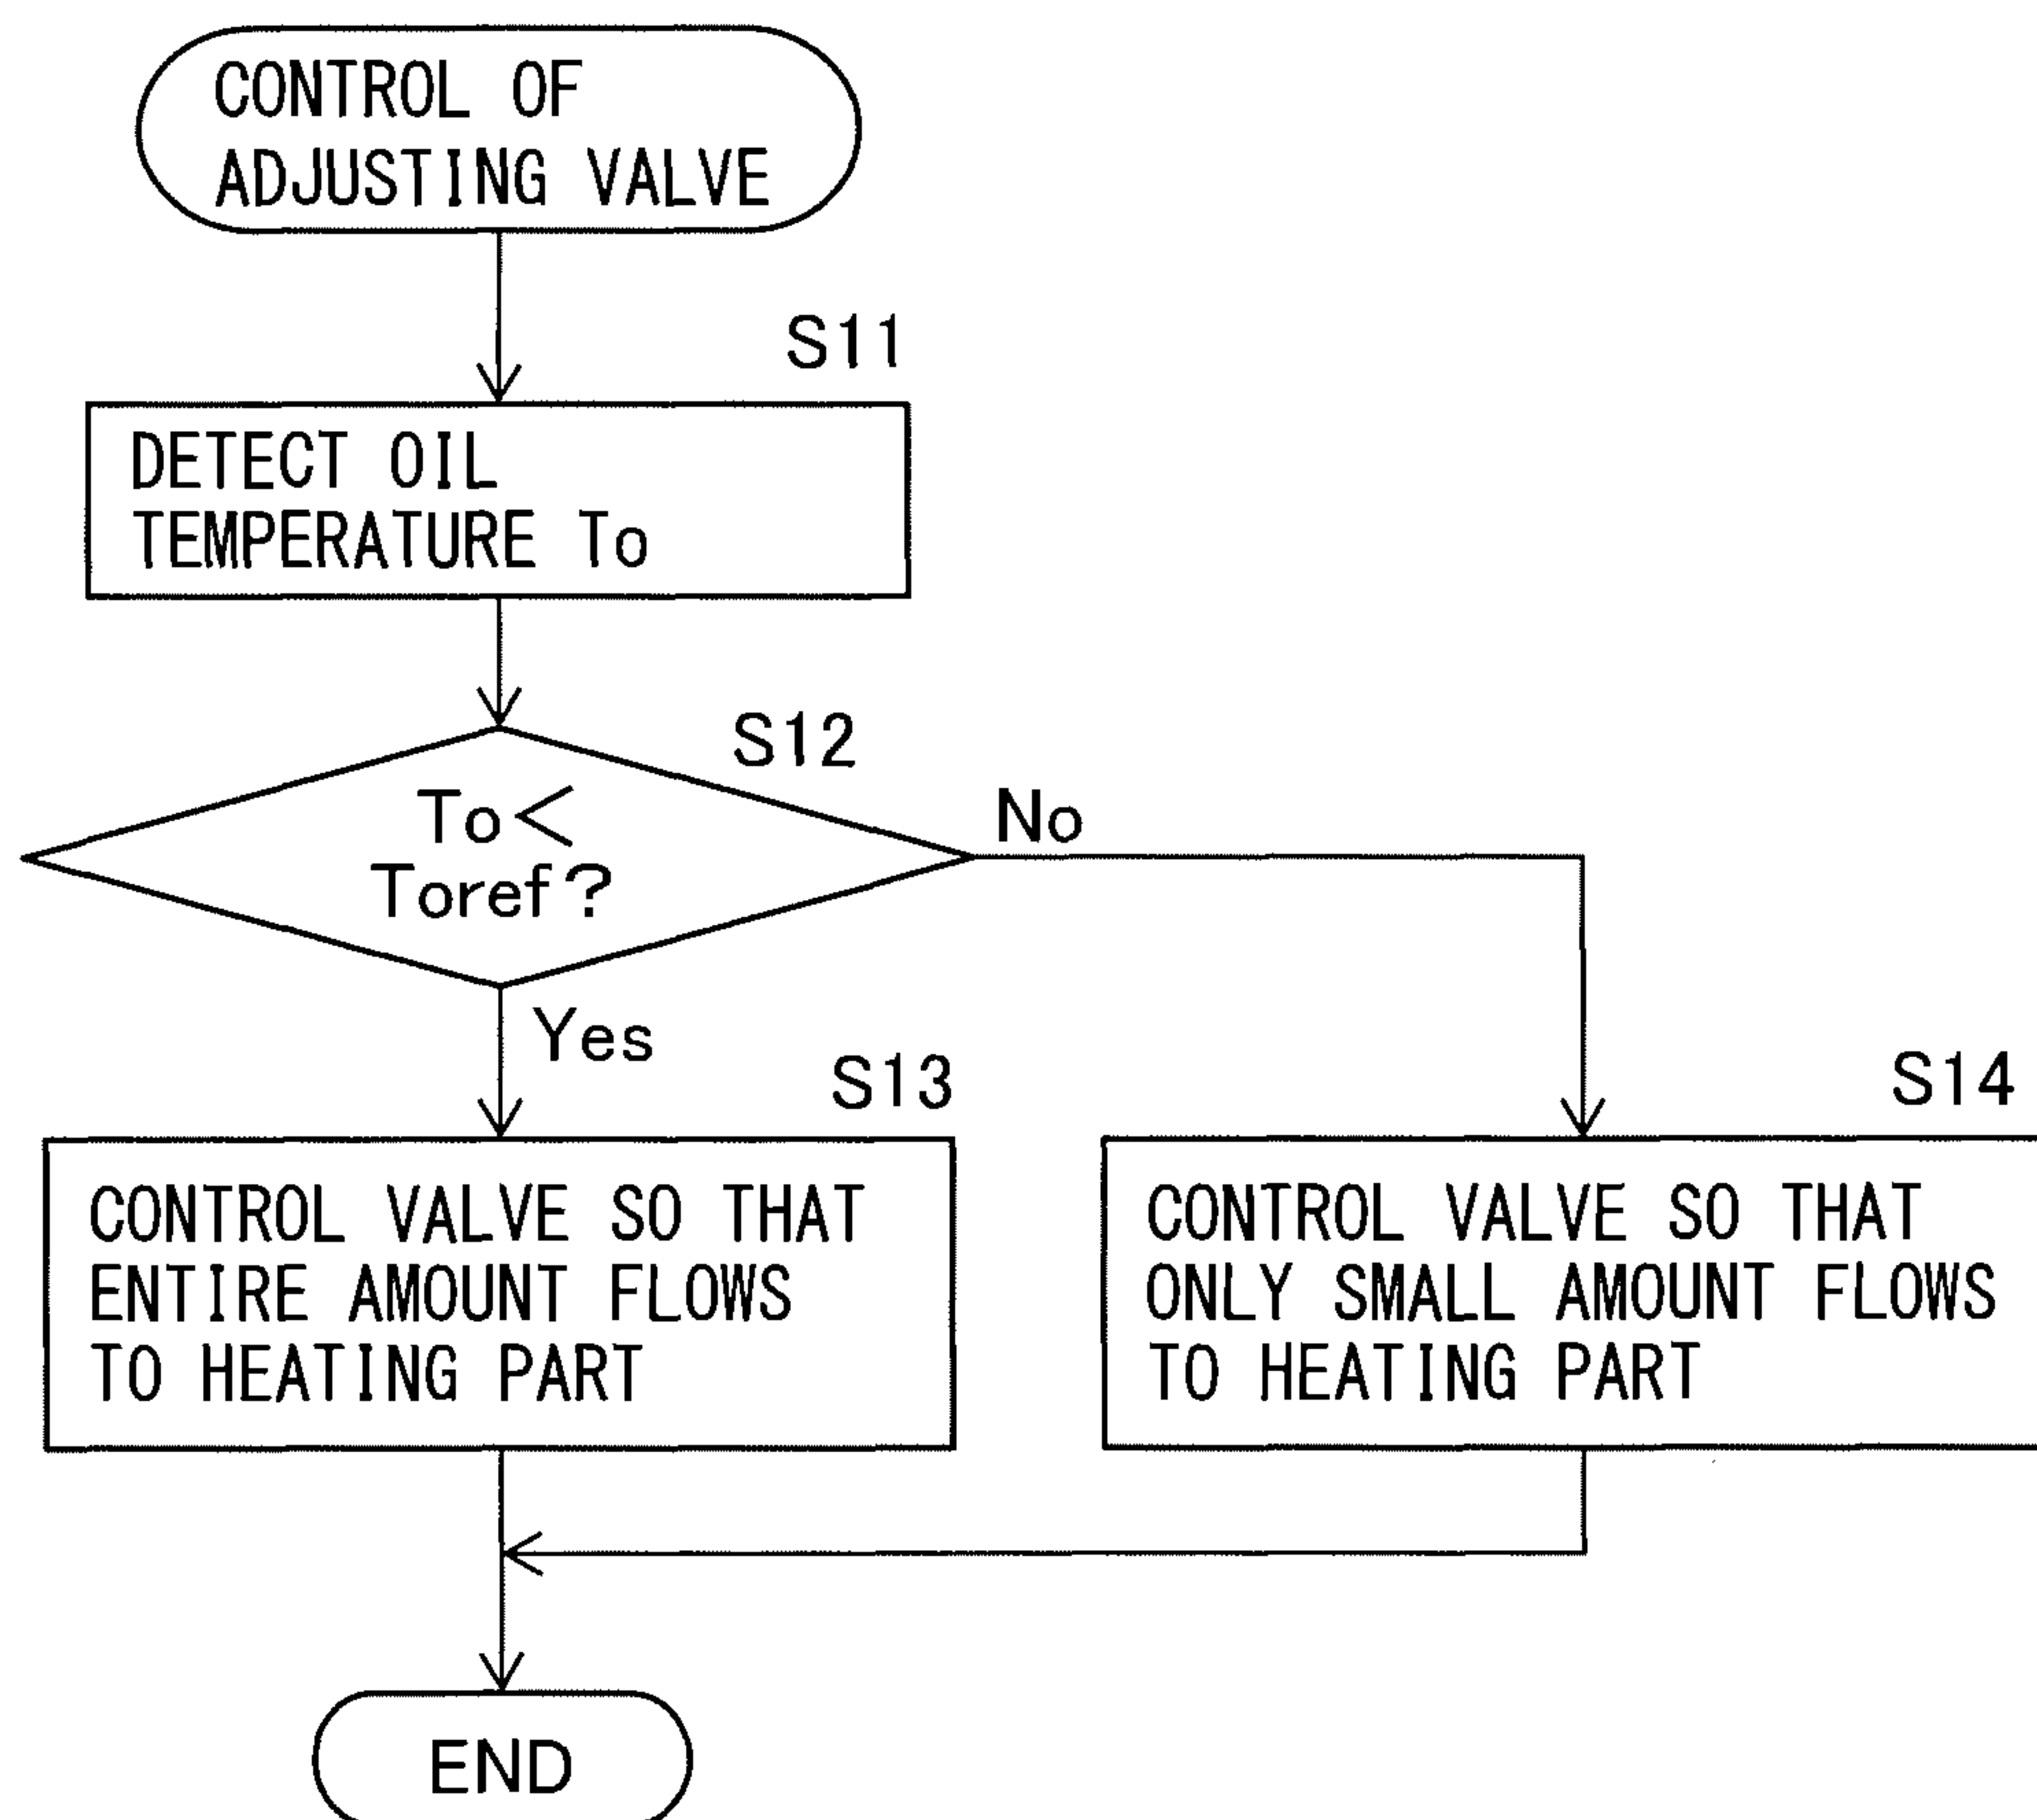 CONTROL OF
ADJUSTING VALVE
S11
DETECT OIL
TEMPERATURE To
S12
To<
Toref?
No
Yes
S13
CONTROL VALVE SO THAT
ENTIRE AMOUNT FLOWS
TO HEATING PART
S14
CONTROL VALVE SO THAT
ONLY SMALL AMOUNT FLOWS
TO HEATING PART
END